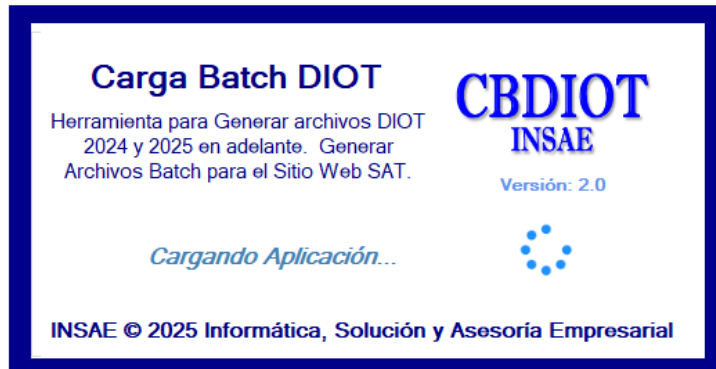 Carga Batch DIOT
Herramienta para Generar archivos DIOT
2024 y 2025 en adelante.  Generar
Archivos Batch para el Sitio Web SAT.
CBDIOT
INSAE
Versión: 2.0
Cargando Aplicación...
INSAE © 2025 Informática, Solución y Asesoría Empresarial